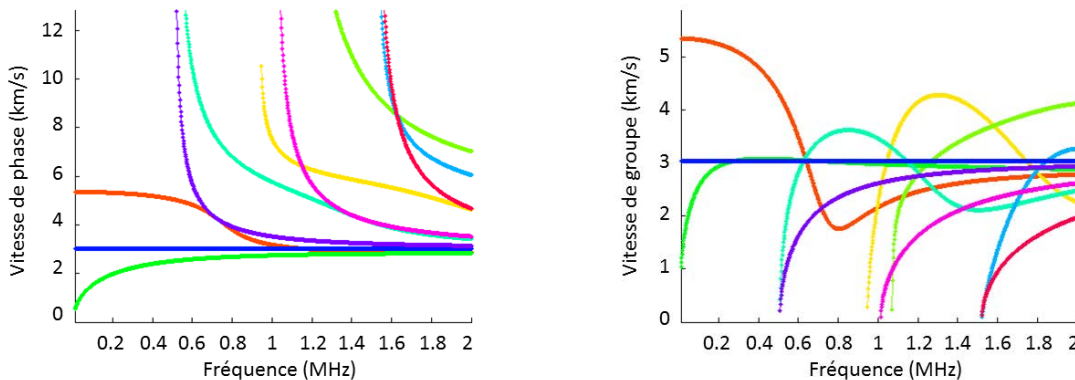 Vitesse de phase (km/s)
12
10
8
6
4
2
0
0.2 0.4 0.6 0.8 1 1.2 1.4 1.6 1.8 2
Fréquence (MHz)
Vitesse de groupe (km/s)
5
4
3
2
1
0
0.2 0.4 0.6 0.8 1 1.2 1.4 1.6 1.8 2
Fréquence (MHz)